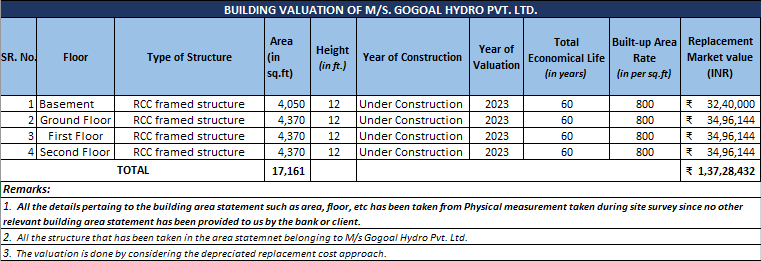 BUILDING VALUATION OF M/S. GOGOAL HYDRO PVT. LTD.
SR. No. Floor Type of Structure Area (in sq.ft) Height (in ft.) Year of Construction Year of Valuation Total Economical Life (in years) Built-up Area Rate (in per sq.ft) Replacement Market value (INR)
1 Basement RCC framed structure 4,050 12 Under Construction 2023 60 800 ₹ 32,40,000
2 Ground Floor RCC framed structure 4,370 12 Under Construction 2023 60 800 ₹ 34,96,144
3 First Floor RCC framed structure 4,370 12 Under Construction 2023 60 800 ₹ 34,96,144
4 Second Floor RCC framed structure 4,370 12 Under Construction 2023 60 800 ₹ 34,96,144
TOTAL 17,161 ₹ 1,37,28,432
Remarks:
1. All the details pertaing to the building area statement such as area, floor, etc has been taken from Physical measurement taken during site survey since no other
relevant building area statement has been provided to us by the bank or client.
2. All the structure that has been taken in the area statemnet belonging to M/s Gogoal Hydro Pvt. Ltd.
3. The valuation is done by considering the depreciated replacement cost approach.